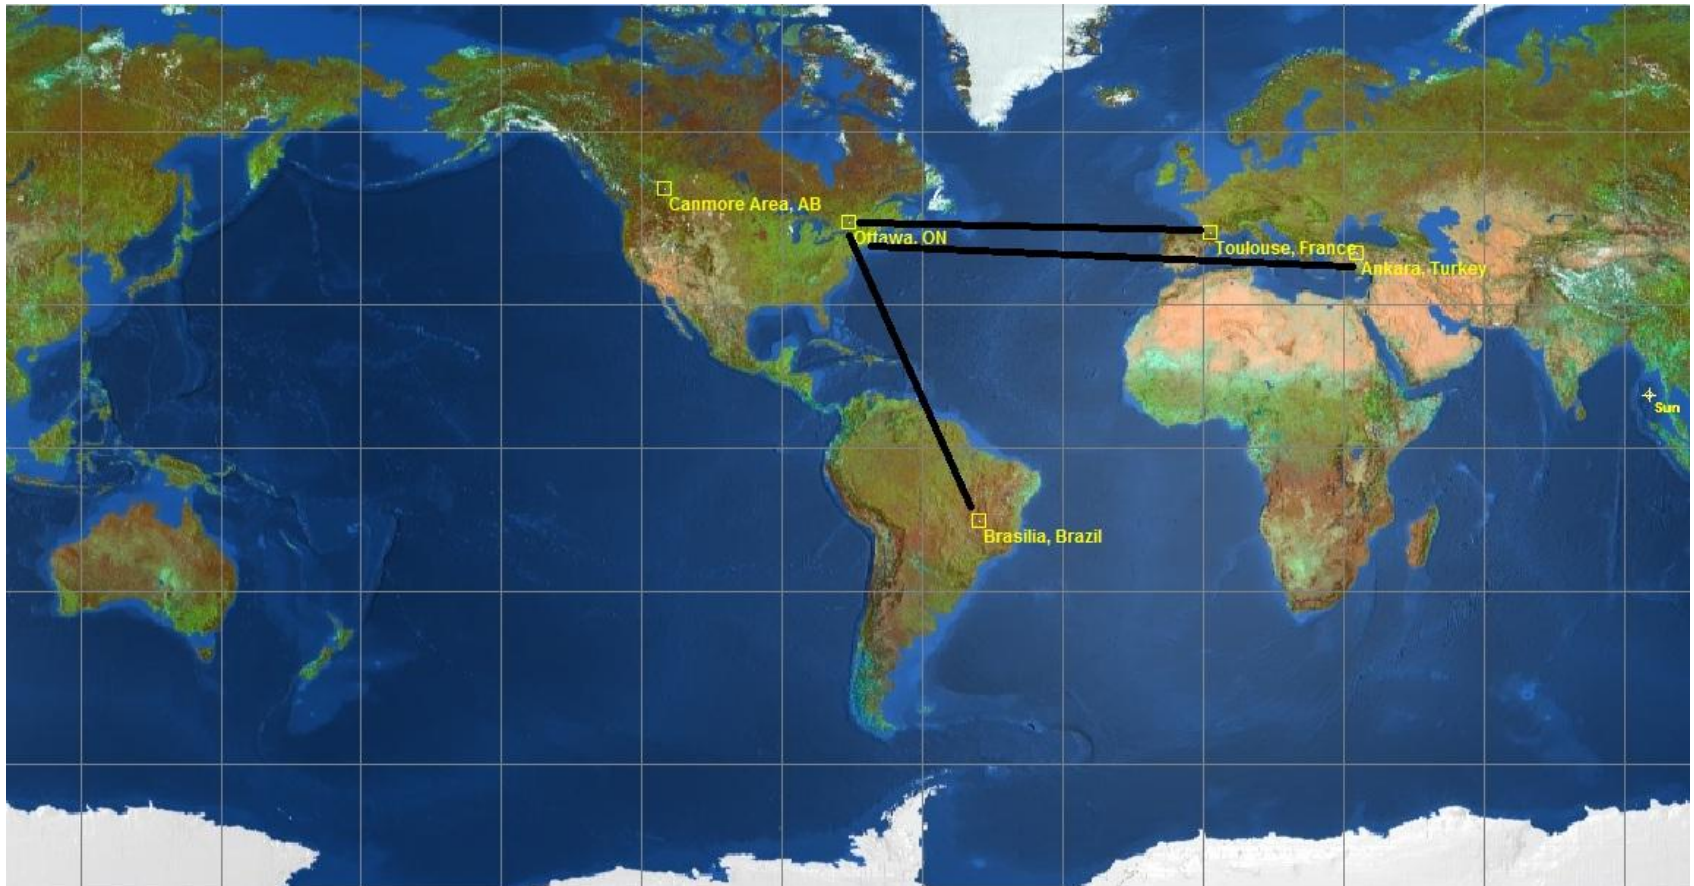 Canmore Area, AB
Ottawa, ON
Toulouse, France
Ankara, Turkey
Sun
Brasilia, Brazil